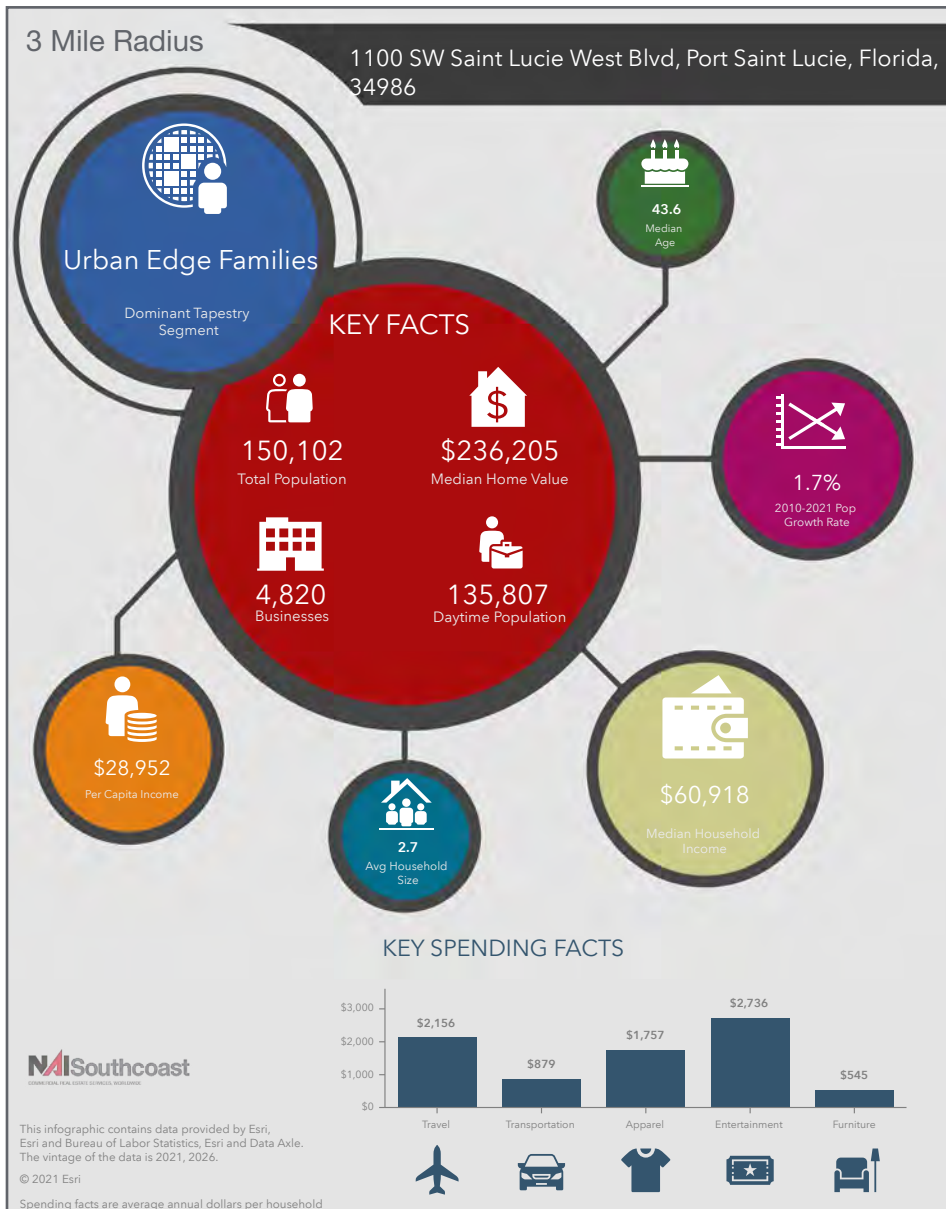 3 Mile Radius
1100 SW Saint Lucie West Blvd, Port Saint Lucie, Florida,
34986
43.6
Median
Age
Urban Edge Families
Dominant Tapestry
Segment
KEY FACTS
150,102
Total Population
$236,205
Median Home Value
$
4,820
Businesses
135,807
Daytime Population
1.7%
2010-2021 Pop
Growth Rate
$28,952
Per Capita Income
2.7
Avg Household
Size
$60,918
Median Household
Income
KEY SPENDING FACTS
$3,000
$2,000
$1,000
$0
$2,156
$879
$1,757
$2,736
$545
Travel
Transportation
Apparel
Entertainment
Furniture
NAISouthcoast
COMMERCIAL REAL ESTATE SERVICES, WORLDWIDE
This infographic contains data provided by Esri,
Esri and Bureau of Labor Statistics, Esri and Data Axle.
The vintage of the data is 2021, 2026.
© 2021 Esri
Spending facts are average annual dollars per household